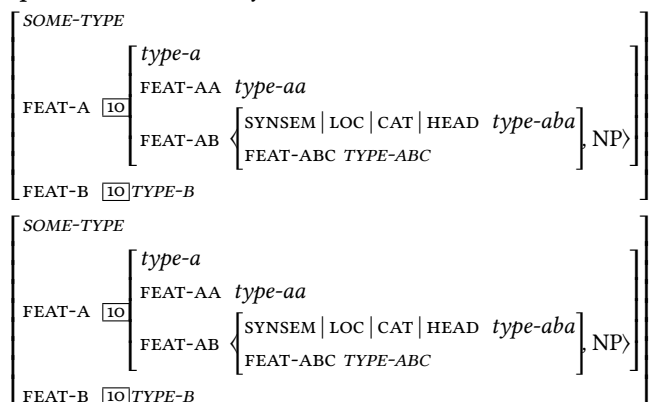 SOME-TYPE
type-a
FEAT-AA type-aa
FEAT-A 10
SYNSEM|LOC|CAT|HEAD type-aba
FEAT-AB ⟨ , NP⟩
FEAT-ABC TYPE-ABC
FEAT-B 10 TYPE-B
SOME-TYPE
type-a
FEAT-AA type-aa
FEAT-A 10
SYNSEM|LOC|CAT|HEAD type-aba
FEAT-AB ⟨ , NP⟩
FEAT-ABC TYPE-ABC
FEAT-B 10 TYPE-B